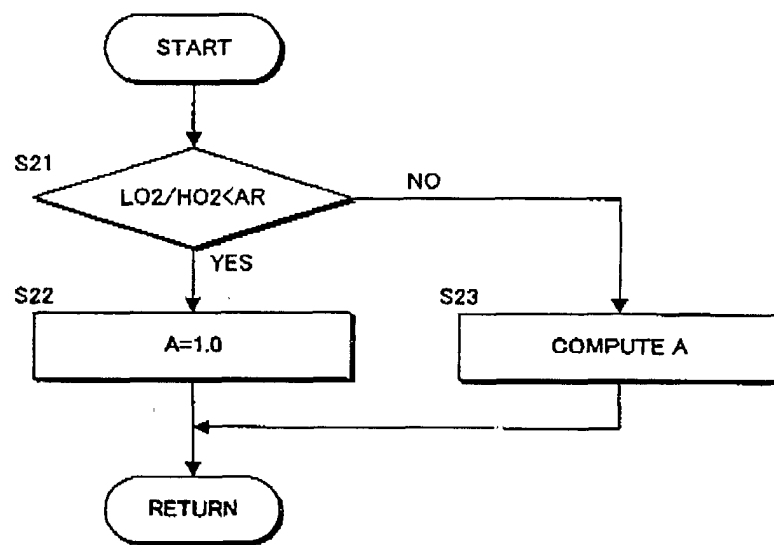 START
S21
LO2/HO2<AR
NO
YES
S22
A=1.0
S23
COMPUTE A
RETURN